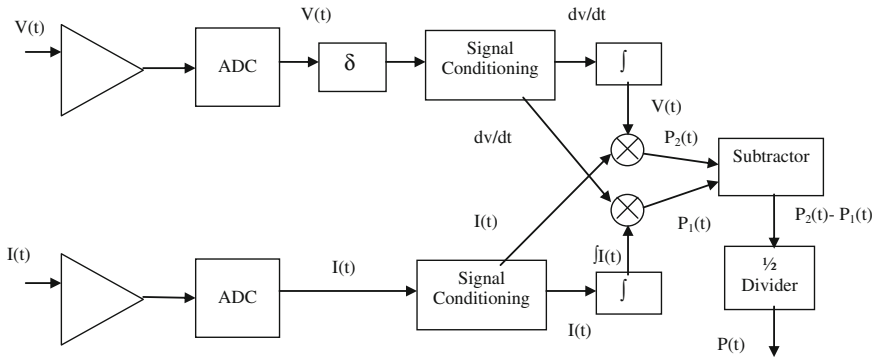 V(t)
V(t)
dv/dt
ADC
δ
Signal
Conditioning
∫
V(t)
dv/dt
P₂(t)
Subtractor
I(t)
P₁(t)
P₂(t)- P₁(t)
I(t)
I(t)
∫I(t)
ADC
Signal
Conditioning
∫
½
Divider
I(t)
P(t)